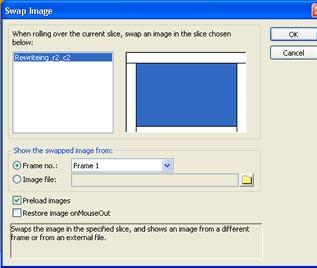 Swap Image
When rolling over the current slice, swap an image in the slice chosen
below:
OK
Cancel
Rewriteing_r2_c2
Show the swapped image from:
Frame no.: Frame 1
Image file:
Preload images
Restore image onMouseOut
Swaps the image in the specified slice, and shows an image from a different
frame or from an external file.